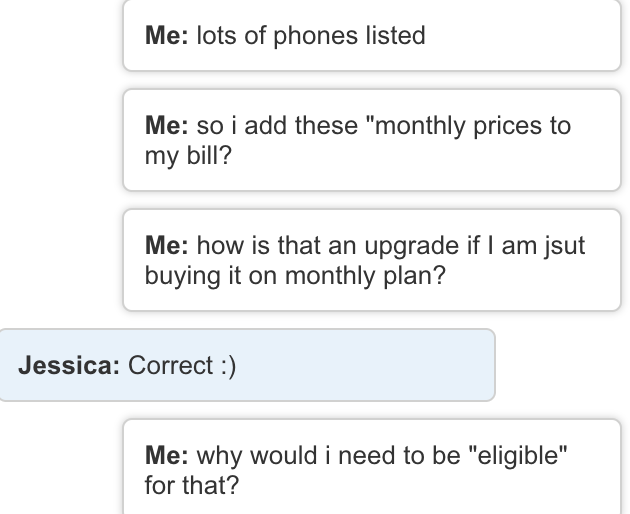 Me: lots of phones listed
Me: so i add these "monthly prices to
my bill?
Me: how is that an upgrade if I am jsut
buying it on monthly plan?
Jessica: Correct :)
Me: why would i need to be "eligible"
for that?